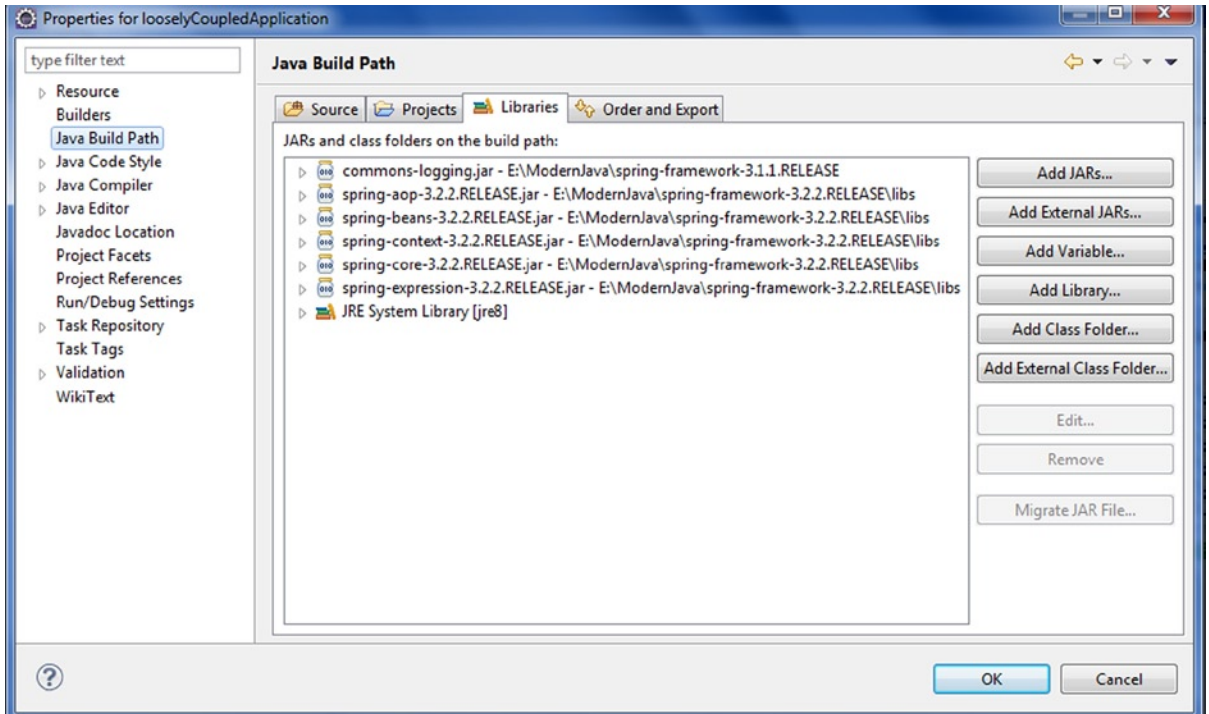 Properties for looselyCoupledApplication
type filter text
Resource
Builders
Java Build Path
Java Code Style
Java Compiler
Java Editor
Javadoc Location
Project Facets
Project References
Run/Debug Settings
Task Repository
Task Tags
Validation
WikiText
Java Build Path
Source Projects Libraries Order and Export
JARs and class folders on the build path:
commons-logging.jar - E:\ModernJava\spring-framework-3.1.1.RELEASE
spring-aop-3.2.2.RELEASE.jar - E:\ModernJava\spring-framework-3.2.2.RELEASE\libs
spring-beans-3.2.2.RELEASE.jar - E:\ModernJava\spring-framework-3.2.2.RELEASE\libs
spring-context-3.2.2.RELEASE.jar - E:\ModernJava\spring-framework-3.2.2.RELEASE\libs
spring-core-3.2.2.RELEASE.jar - E:\ModernJava\spring-framework-3.2.2.RELEASE\libs
spring-expression-3.2.2.RELEASE.jar - E:\ModernJava\spring-framework-3.2.2.RELEASE\libs
JRE System Library [jre8]
Add JARs...
Add External JARs...
Add Variable...
Add Library...
Add Class Folder...
Add External Class Folder...
Edit...
Remove
Migrate JAR File...
?
OK
Cancel